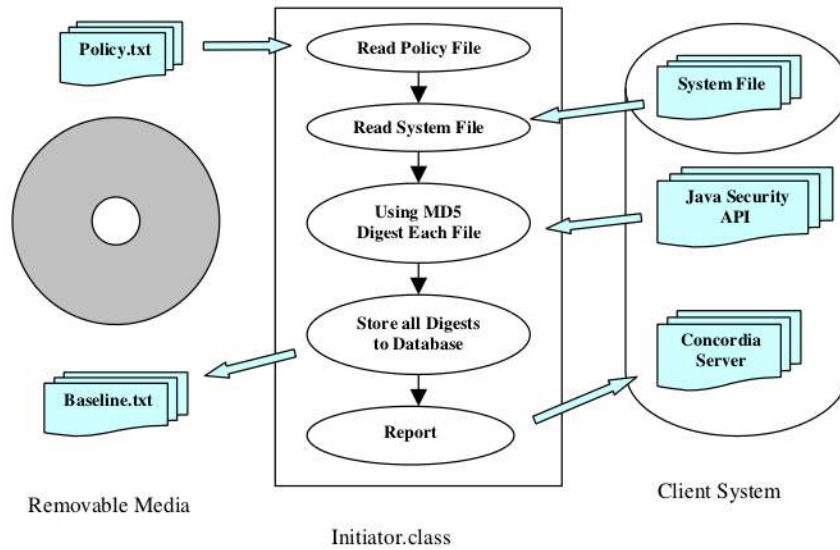 Policy.txt
Read Policy File
System File
Read System File
Using MD5
Digest Each File
Java Security
API
Store all Digests
to Database
Concordia
Server
Baseline.txt
Report
Removable Media
Client System
Initiator.class